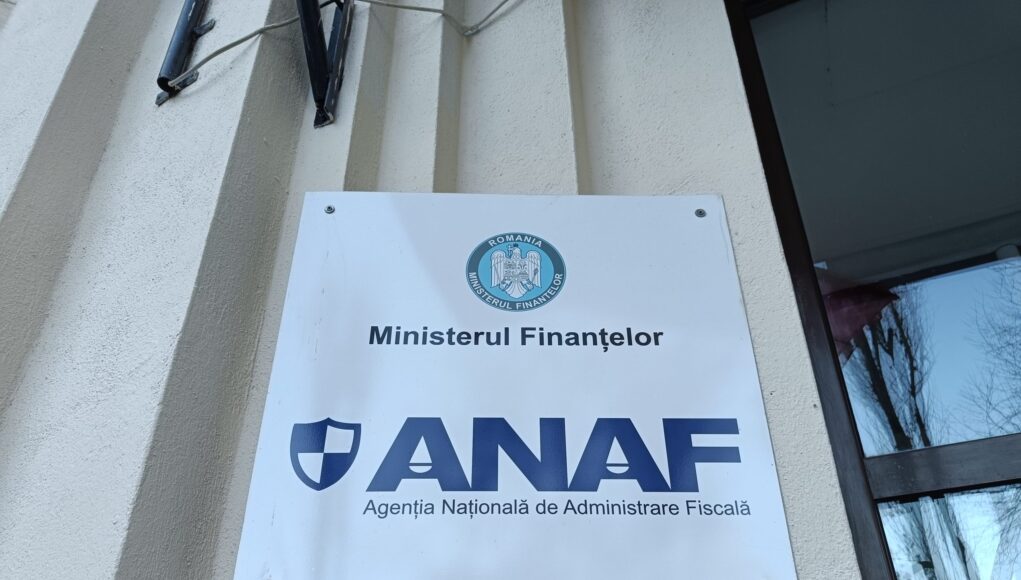 ROMANIA
MINISTERUL FINANȚELOR
Ministerul Finanțelor
ANAF
Agenția Națională de Administrare Fiscală